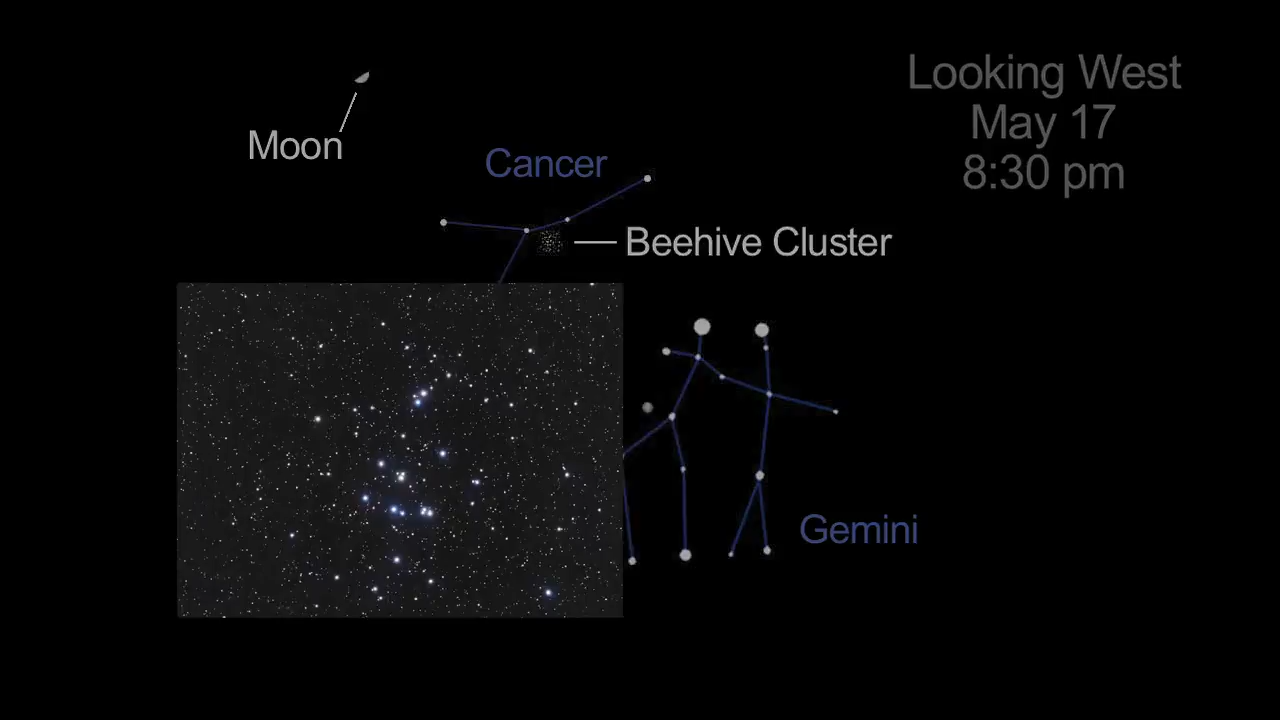 Looking West
May 17
8:30 pm
Moon
Cancer
Beehive Cluster
Gemini